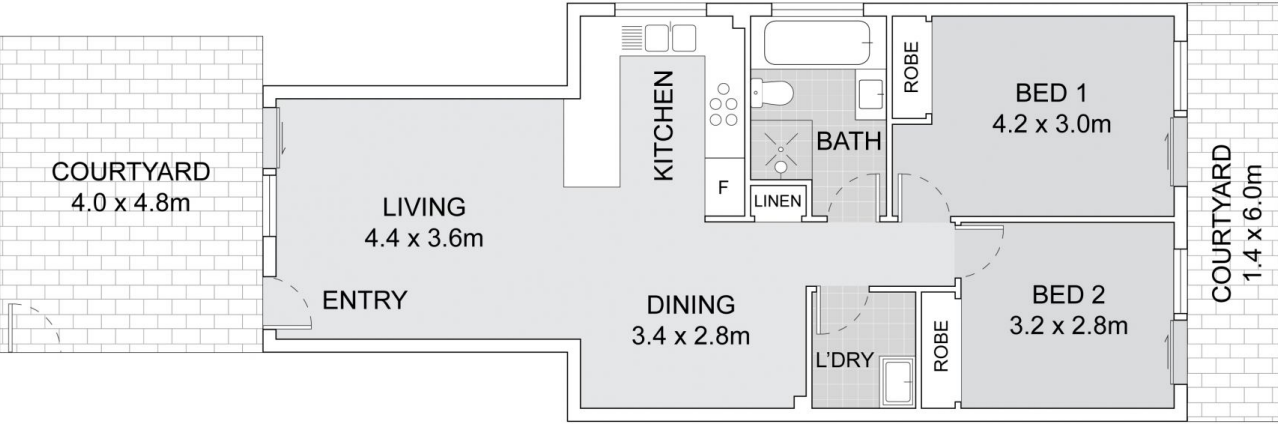 COURTYARD
4.0 x 4.8m
LIVING
4.4 x 3.6m
ENTRY
KITCHEN
F
DINING
3.4 x 2.8m
BATH
LINEN
L'DRY
ROBE
BED 1
4.2 x 3.0m
ROBE
BED 2
3.2 x 2.8m
COURTYARD
1.4 x 6.0m